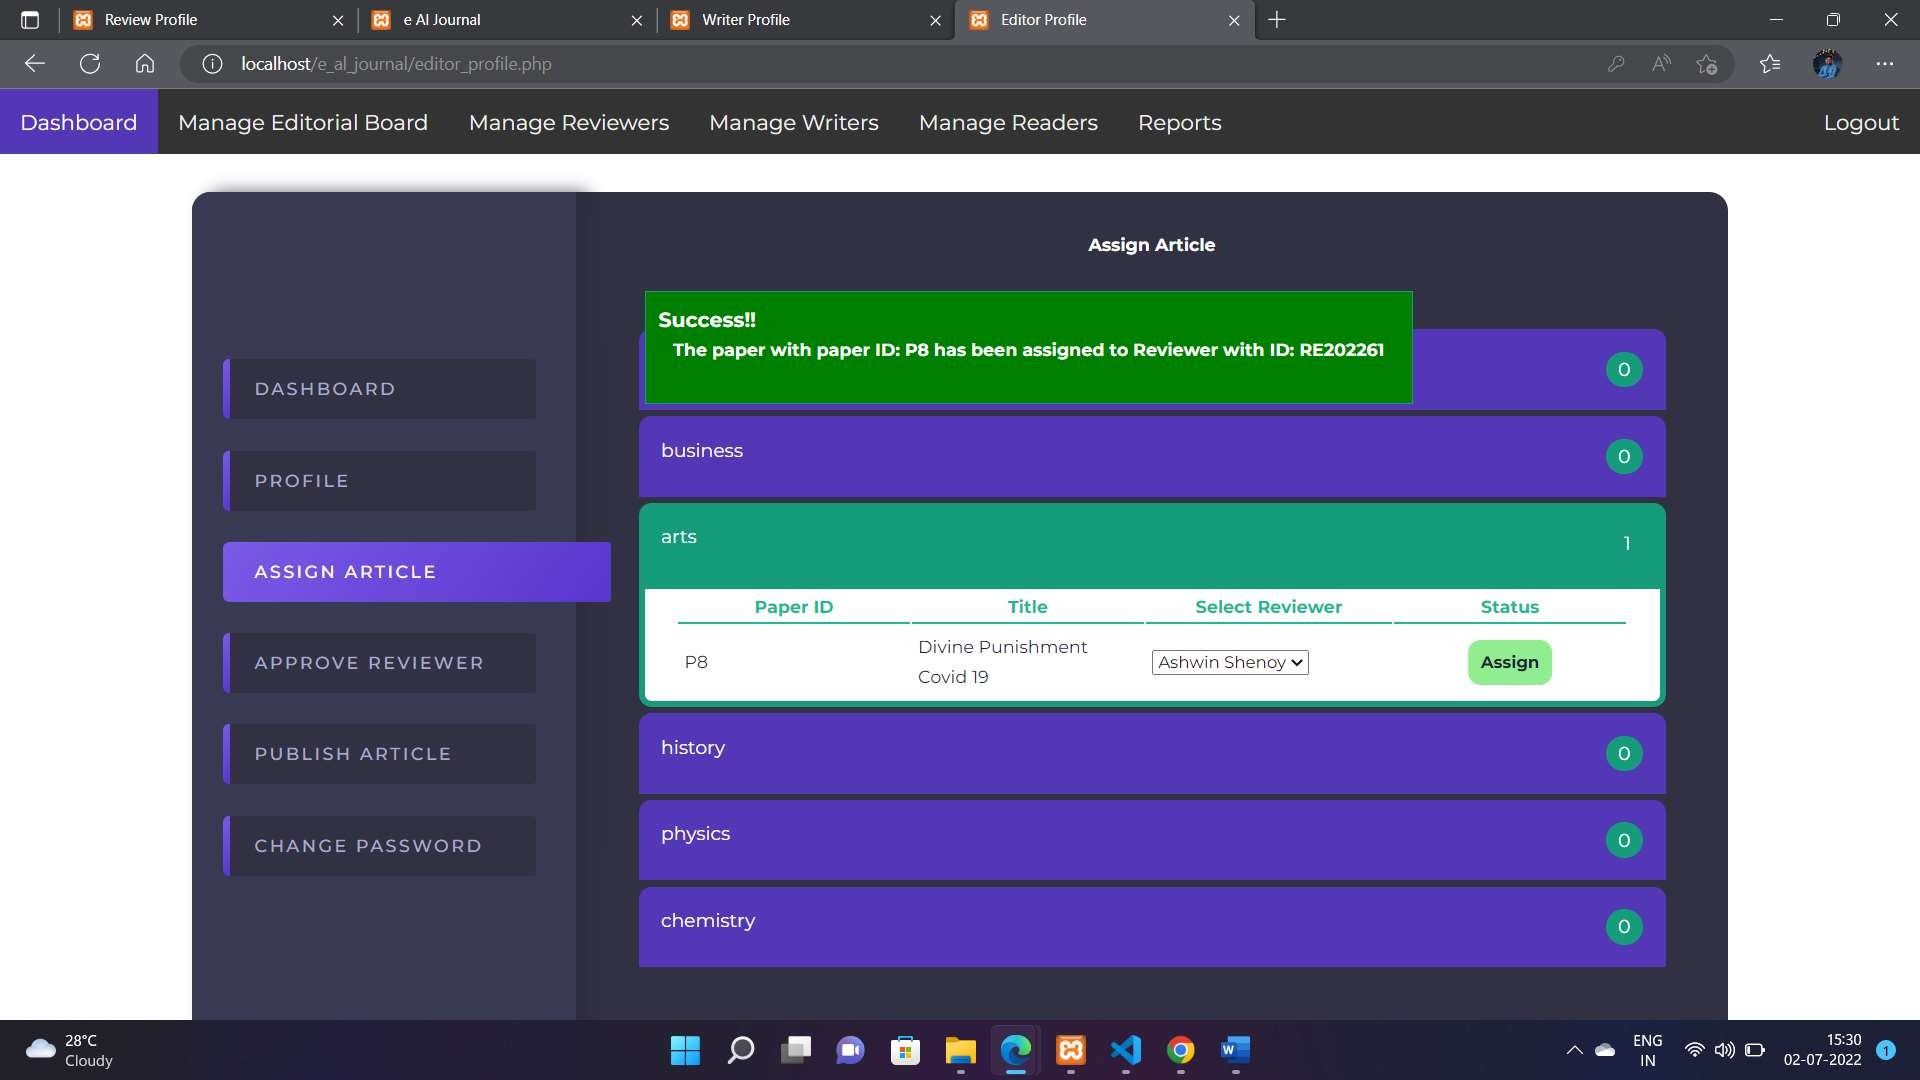 Review Profile
e Al Journal
Writer Profile
Editor Profile
localhost/e_al_journal/editor_profile.php
Dashboard
Manage Editorial Board
Manage Reviewers
Manage Writers
Manage Readers
Reports
Logout
DASHBOARD
PROFILE
ASSIGN ARTICLE
APPROVE REVIEWER
PUBLISH ARTICLE
CHANGE PASSWORD
Assign Article
Success!!
The paper with paper ID: P8 has been assigned to Reviewer with ID: RE202261
0
business 0
arts 1
Paper ID Title Select Reviewer Status
P8 Divine Punishment Covid 19 Ashwin Shenoy Assign
history 0
physics 0
chemistry 0
28°C
Cloudy
ENG
IN
15:30
02-07-2022
1